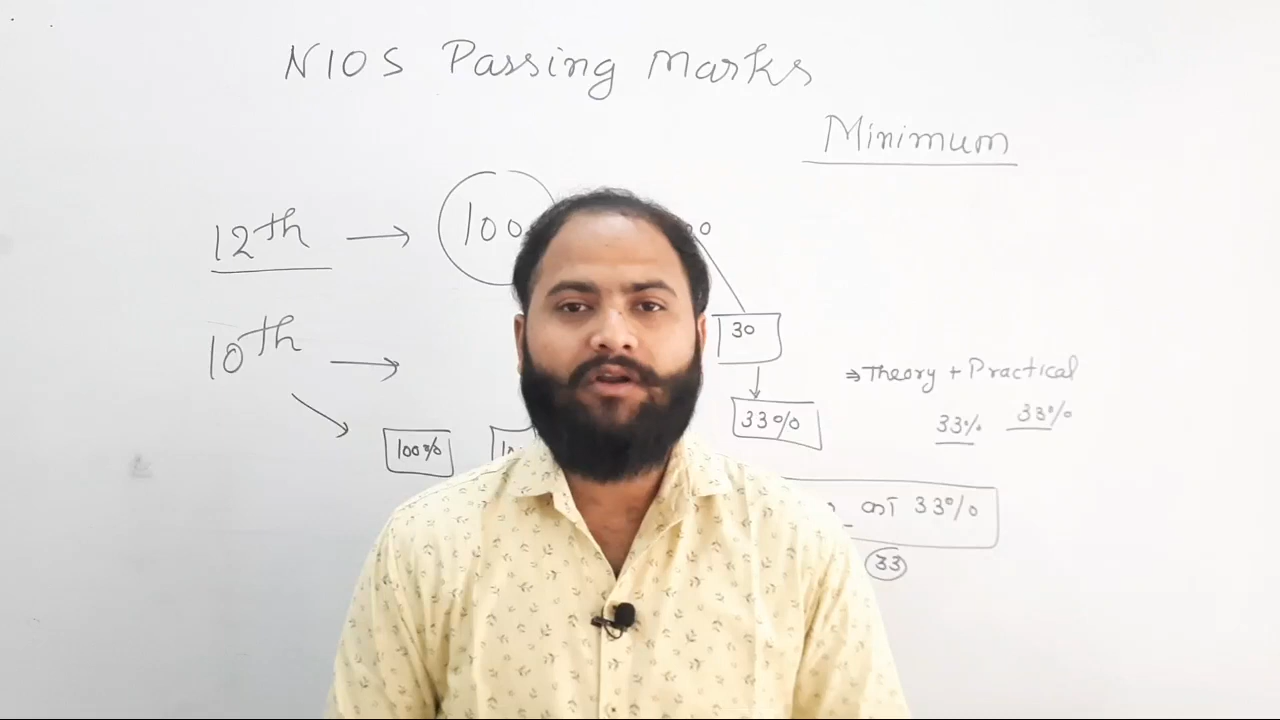 NIOS Passing Marks
Minimum
12th → 100
10th →
30
⇒ Theory + Practical
33% 33%
33%
100%
का 33%
33